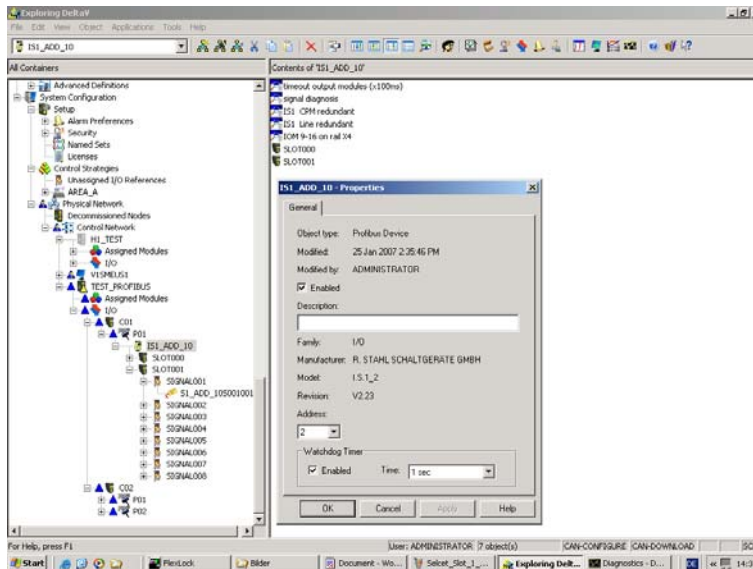 Exploring DeltaV
File Edit View Object Applications Tools Help
IS1_ADD_10
All Containers
Contents of 'IS1_ADD_10'
Advanced Definitions
System Configuration
Setup
Alarm Preferences
Security
Named Sets
Licenses
Control Strategies
Unassigned I/O References
AREA_A
Physical Network
Decommissioned Nodes
Control Network
H1_TEST
Assigned Modules
I/O
V1SMEUS1
TEST_PROFIBUS
Assigned Modules
I/O
C01
P01
IS1_ADD_10
SLOT000
SLOT001
SIGNAL001
S1_ADD_10S001001
SIGNAL002
SIGNAL003
SIGNAL004
SIGNAL005
SIGNAL006
SIGNAL007
SIGNAL008
C02
P01
P02
timeout output modules (x100ms)
signal diagnosis
IS1 CPM redundant
IS1 Line redundant
IOM 9-16 on rail X4
SLOT000
SLOT001
IS1_ADD_10 - Properties
General
Object type: Profibus Device
Modified: 25 Jan 2007 2:35:46 PM
Modified by: ADMINISTRATOR
Enabled
Description:
Family: I/O
Manufacturer: R. STAHL SCHALTGERATE GMBH
Model: I.S.1_2
Revision: V2.23
Address:
2
Watchdog Timer
Enabled Time: 1 sec
OK Cancel Apply Help
For Help, press F1
User: ADMINISTRATOR 7 object(s) CAN-CONFIGURE CAN-DOWNLOAD
Start FlexLock Bilder Document - Wo... Selcet_Slot_1_... Exploring Delt... Diagnostics - D... DE